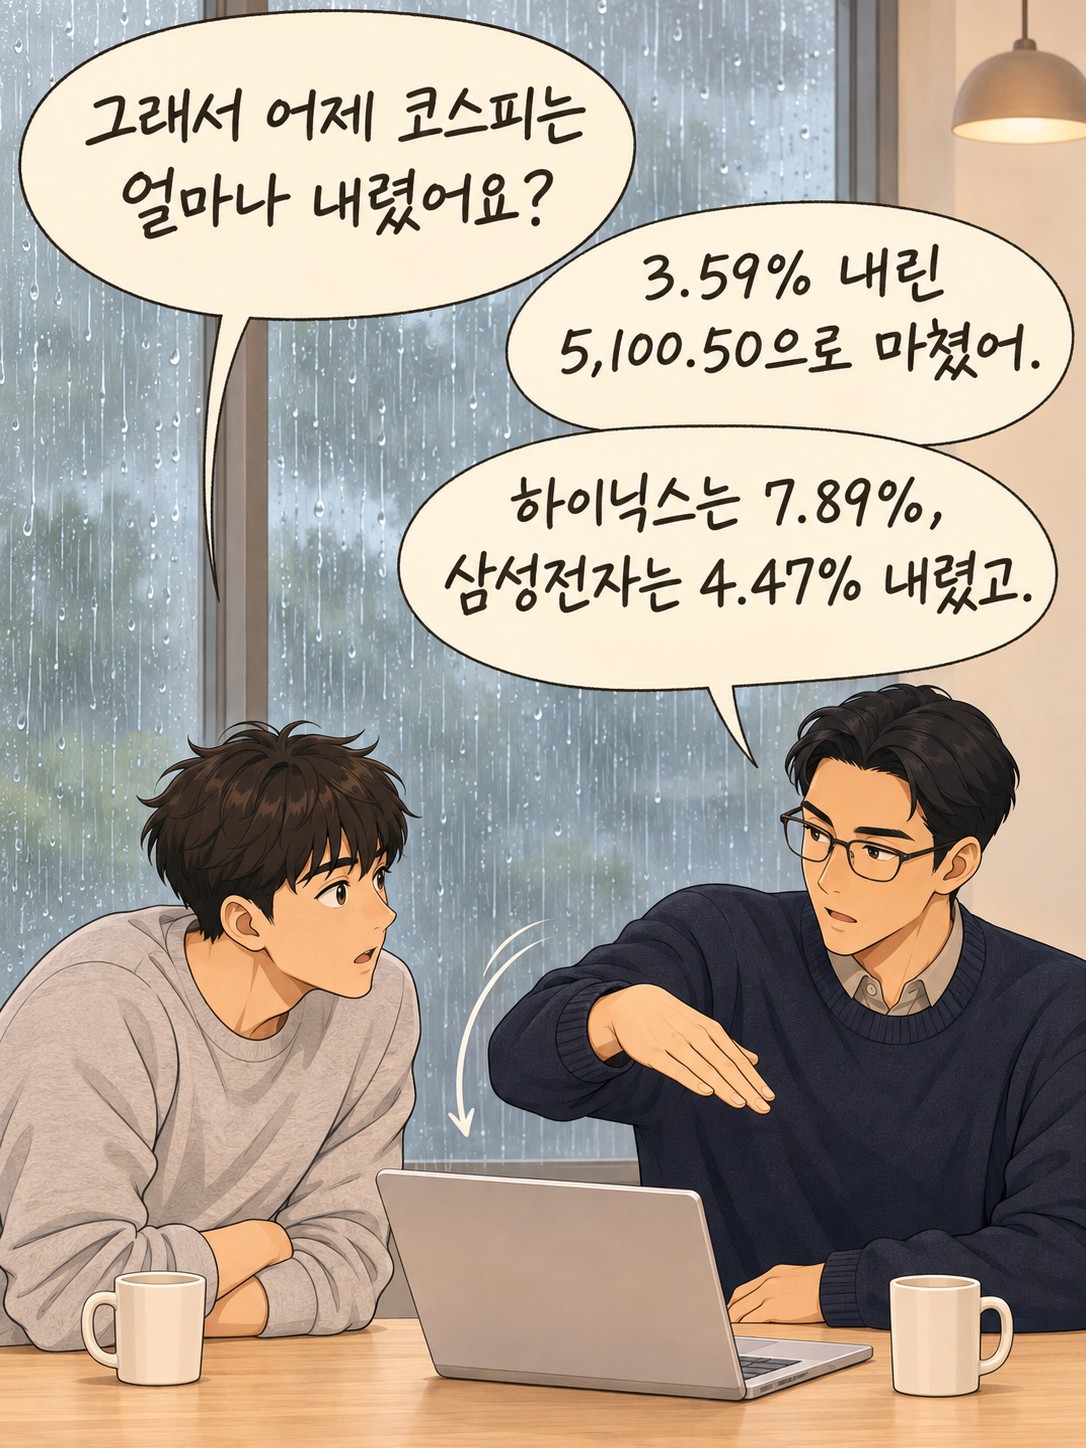 그래서 어제 코스피는
얼마나 내렸어요?
3.59% 내린
5,100.50으로 마쳤어.
하이닉스는 7.89%,
삼성전자는 4.47% 내렸고.